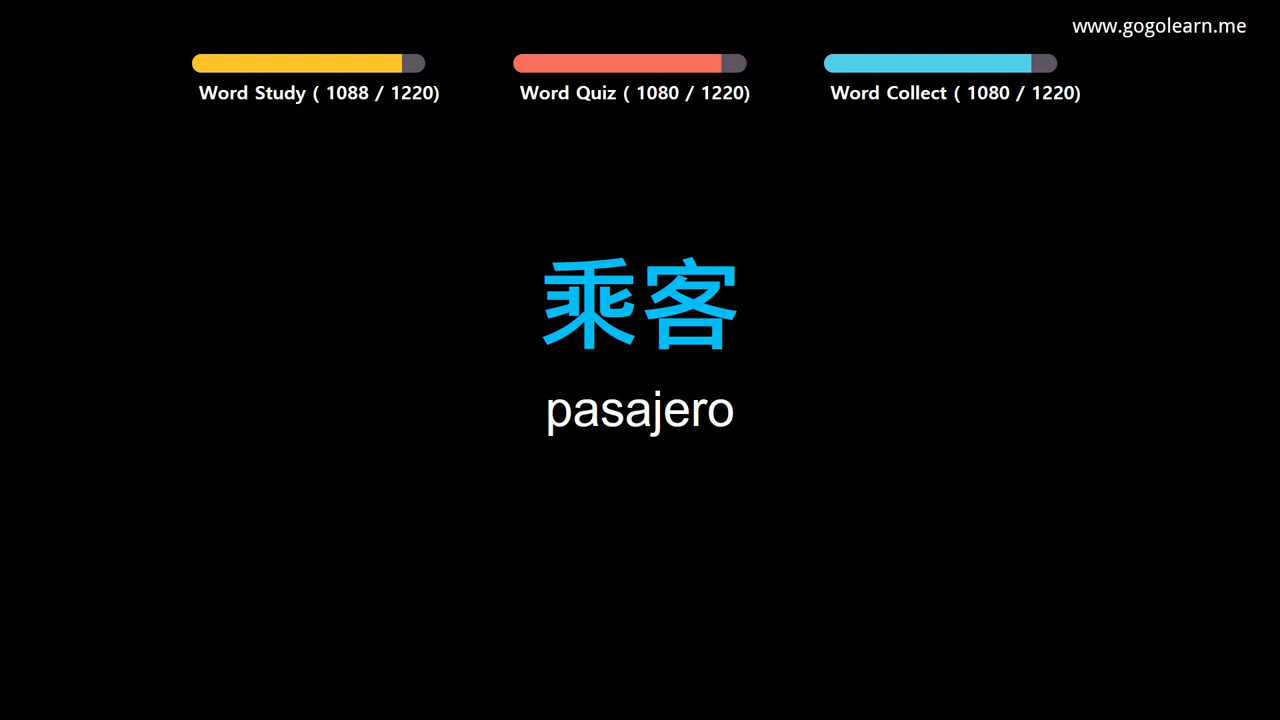 www.gogolearn.me
Word Study ( 1088 / 1220)
Word Quiz ( 1080 / 1220)
Word Collect ( 1080 / 1220)
乘客
pasajero